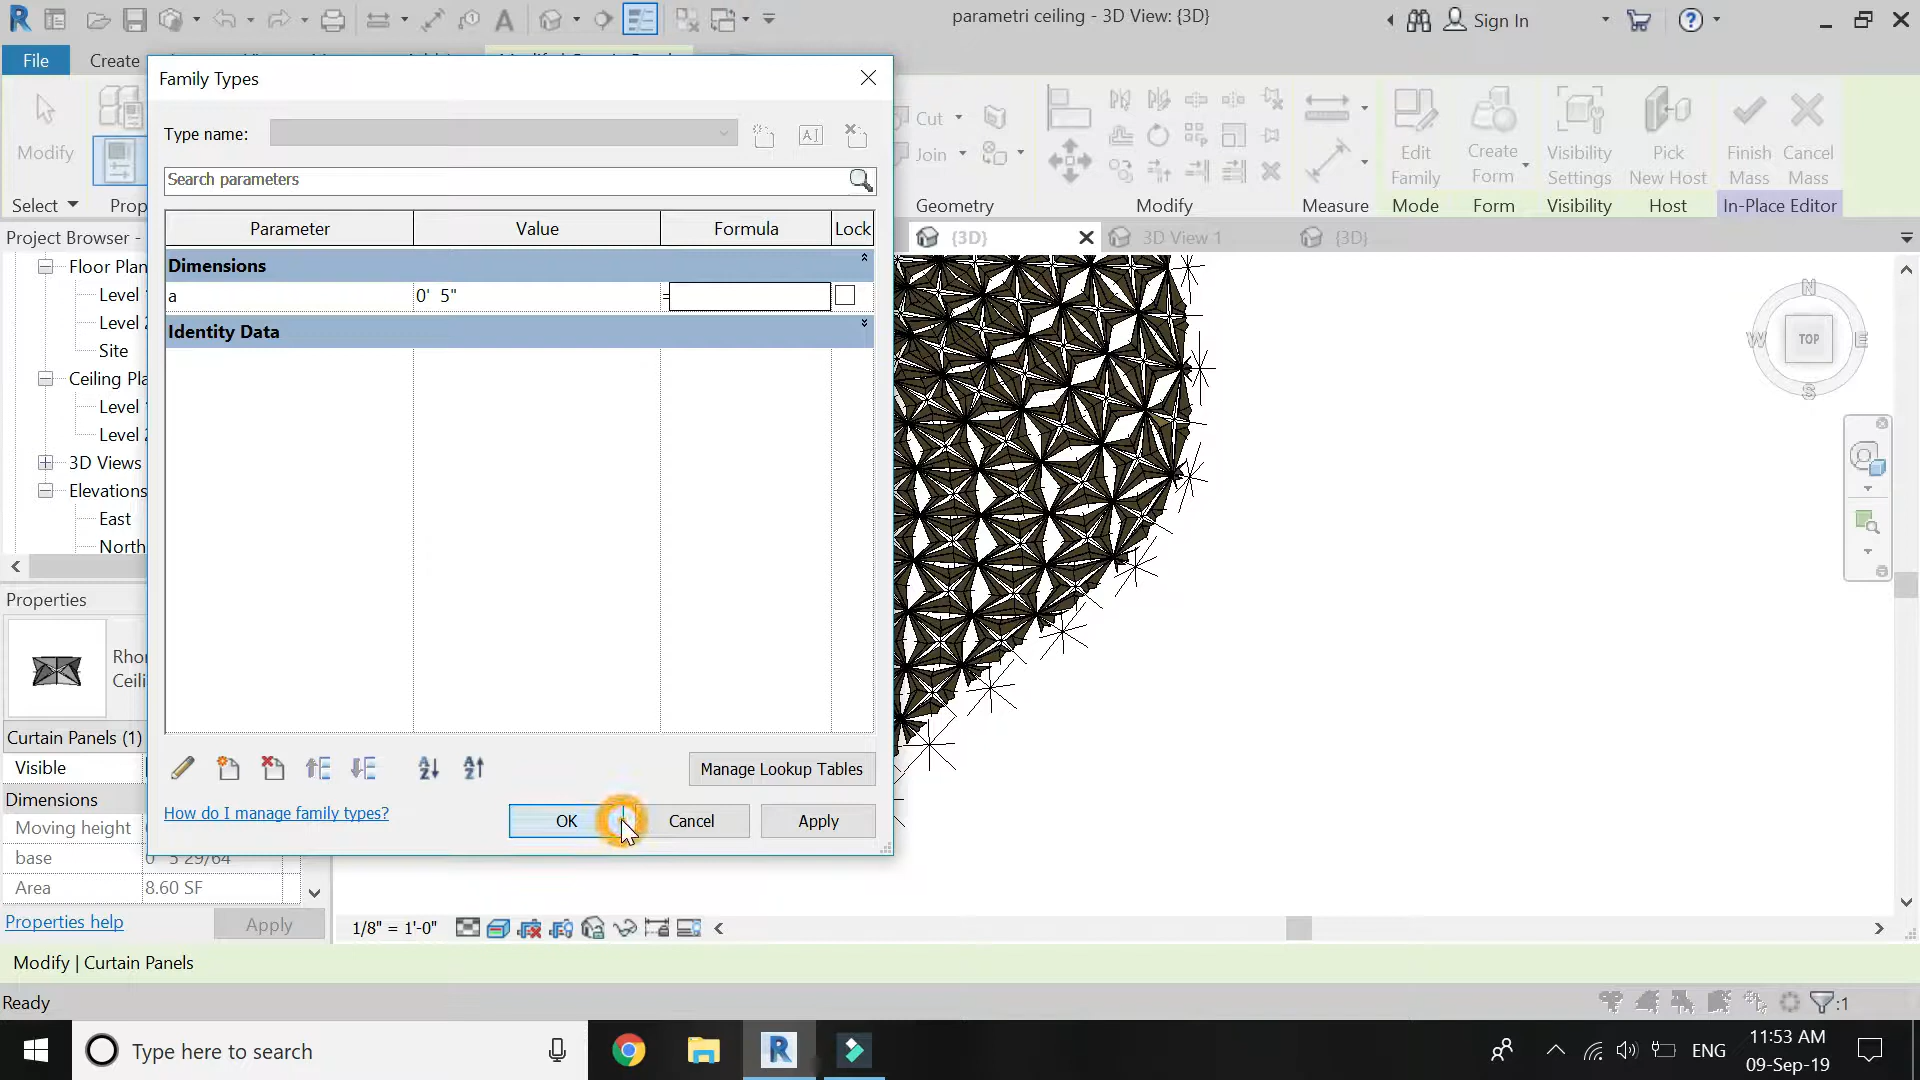 parametri ceiling - 3D View: {3D}
Sign In
File
Create
Family Types
Type name:
Search parameters
Parameter Value Formula Lock
Dimensions
a 0' 5" =
Identity Data
Manage Lookup Tables
How do I manage family types?
OK Cancel Apply
Modify
Select
Cut
Join
Geometry
Modify
Measure
Edit Family
Mode
Create Form
Form
Visibility Settings
Visibility
Pick New Host
Host
Finish Mass
Cancel Mass
In-Place Editor
{3D}
3D View 1
{3D}
Project Browser -
Floor Plan
Level
Level 2
Site
Ceiling Pla
Level
Level 2
3D Views
Elevations
East
North
Properties
Rho
Ceili
Curtain Panels (1)
Visible
Dimensions
Moving height
base 0' 5 29/64
Area 8.60 SF
Properties help
Apply
N
W
TOP
E
S
1/8" = 1'-0"
Modify | Curtain Panels
Ready
:1
Type here to search
ENG
11:53 AM
09-Sep-19